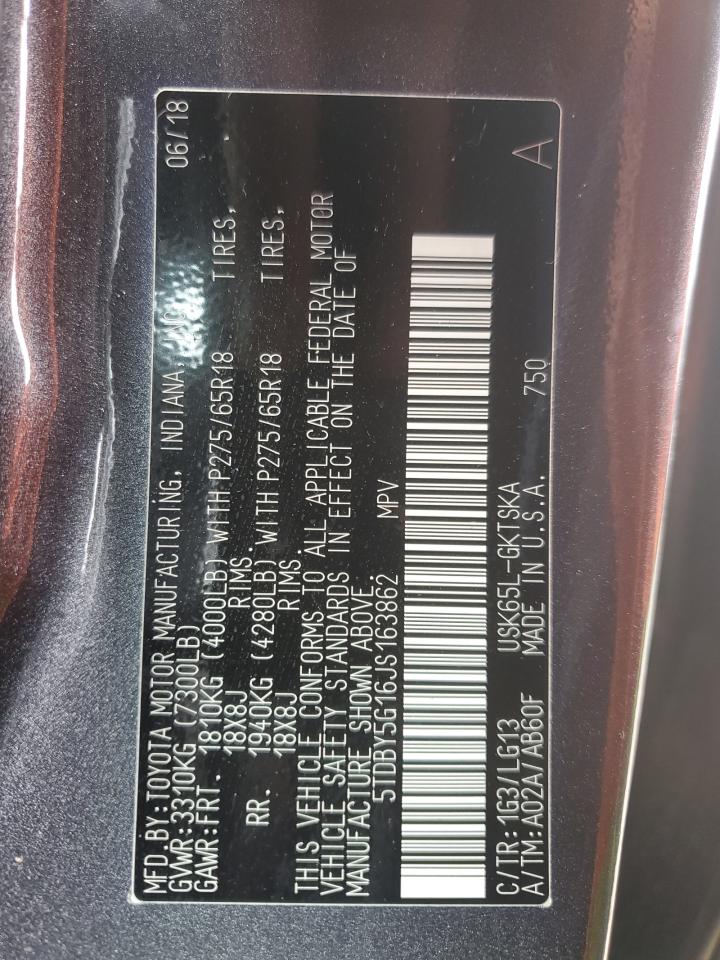 MFD.BY:TOYOTA MOTOR MANUFACTURING, INDIANA, INC. 06/18
GVWR:3310KG (7300LB)
GAWR:FRT. 1810KG (4000LB) WITH P275/65R18 TIRES,
18X8J RIMS.
RR. 1940KG (4280LB) WITH P275/65R18 TIRES,
18X8J RIMS.
THIS VEHICLE CONFORMS TO ALL APPLICABLE FEDERAL MOTOR
VEHICLE SAFETY STANDARDS IN EFFECT ON THE DATE OF
MANUFACTURE SHOWN ABOVE.
5TDBY5G16JS163862 MPV
C/TR:1G3/LG13 USK65L-GKTSKA
A/TM:A02A/AB60F MADE IN U.S.A. 750 A